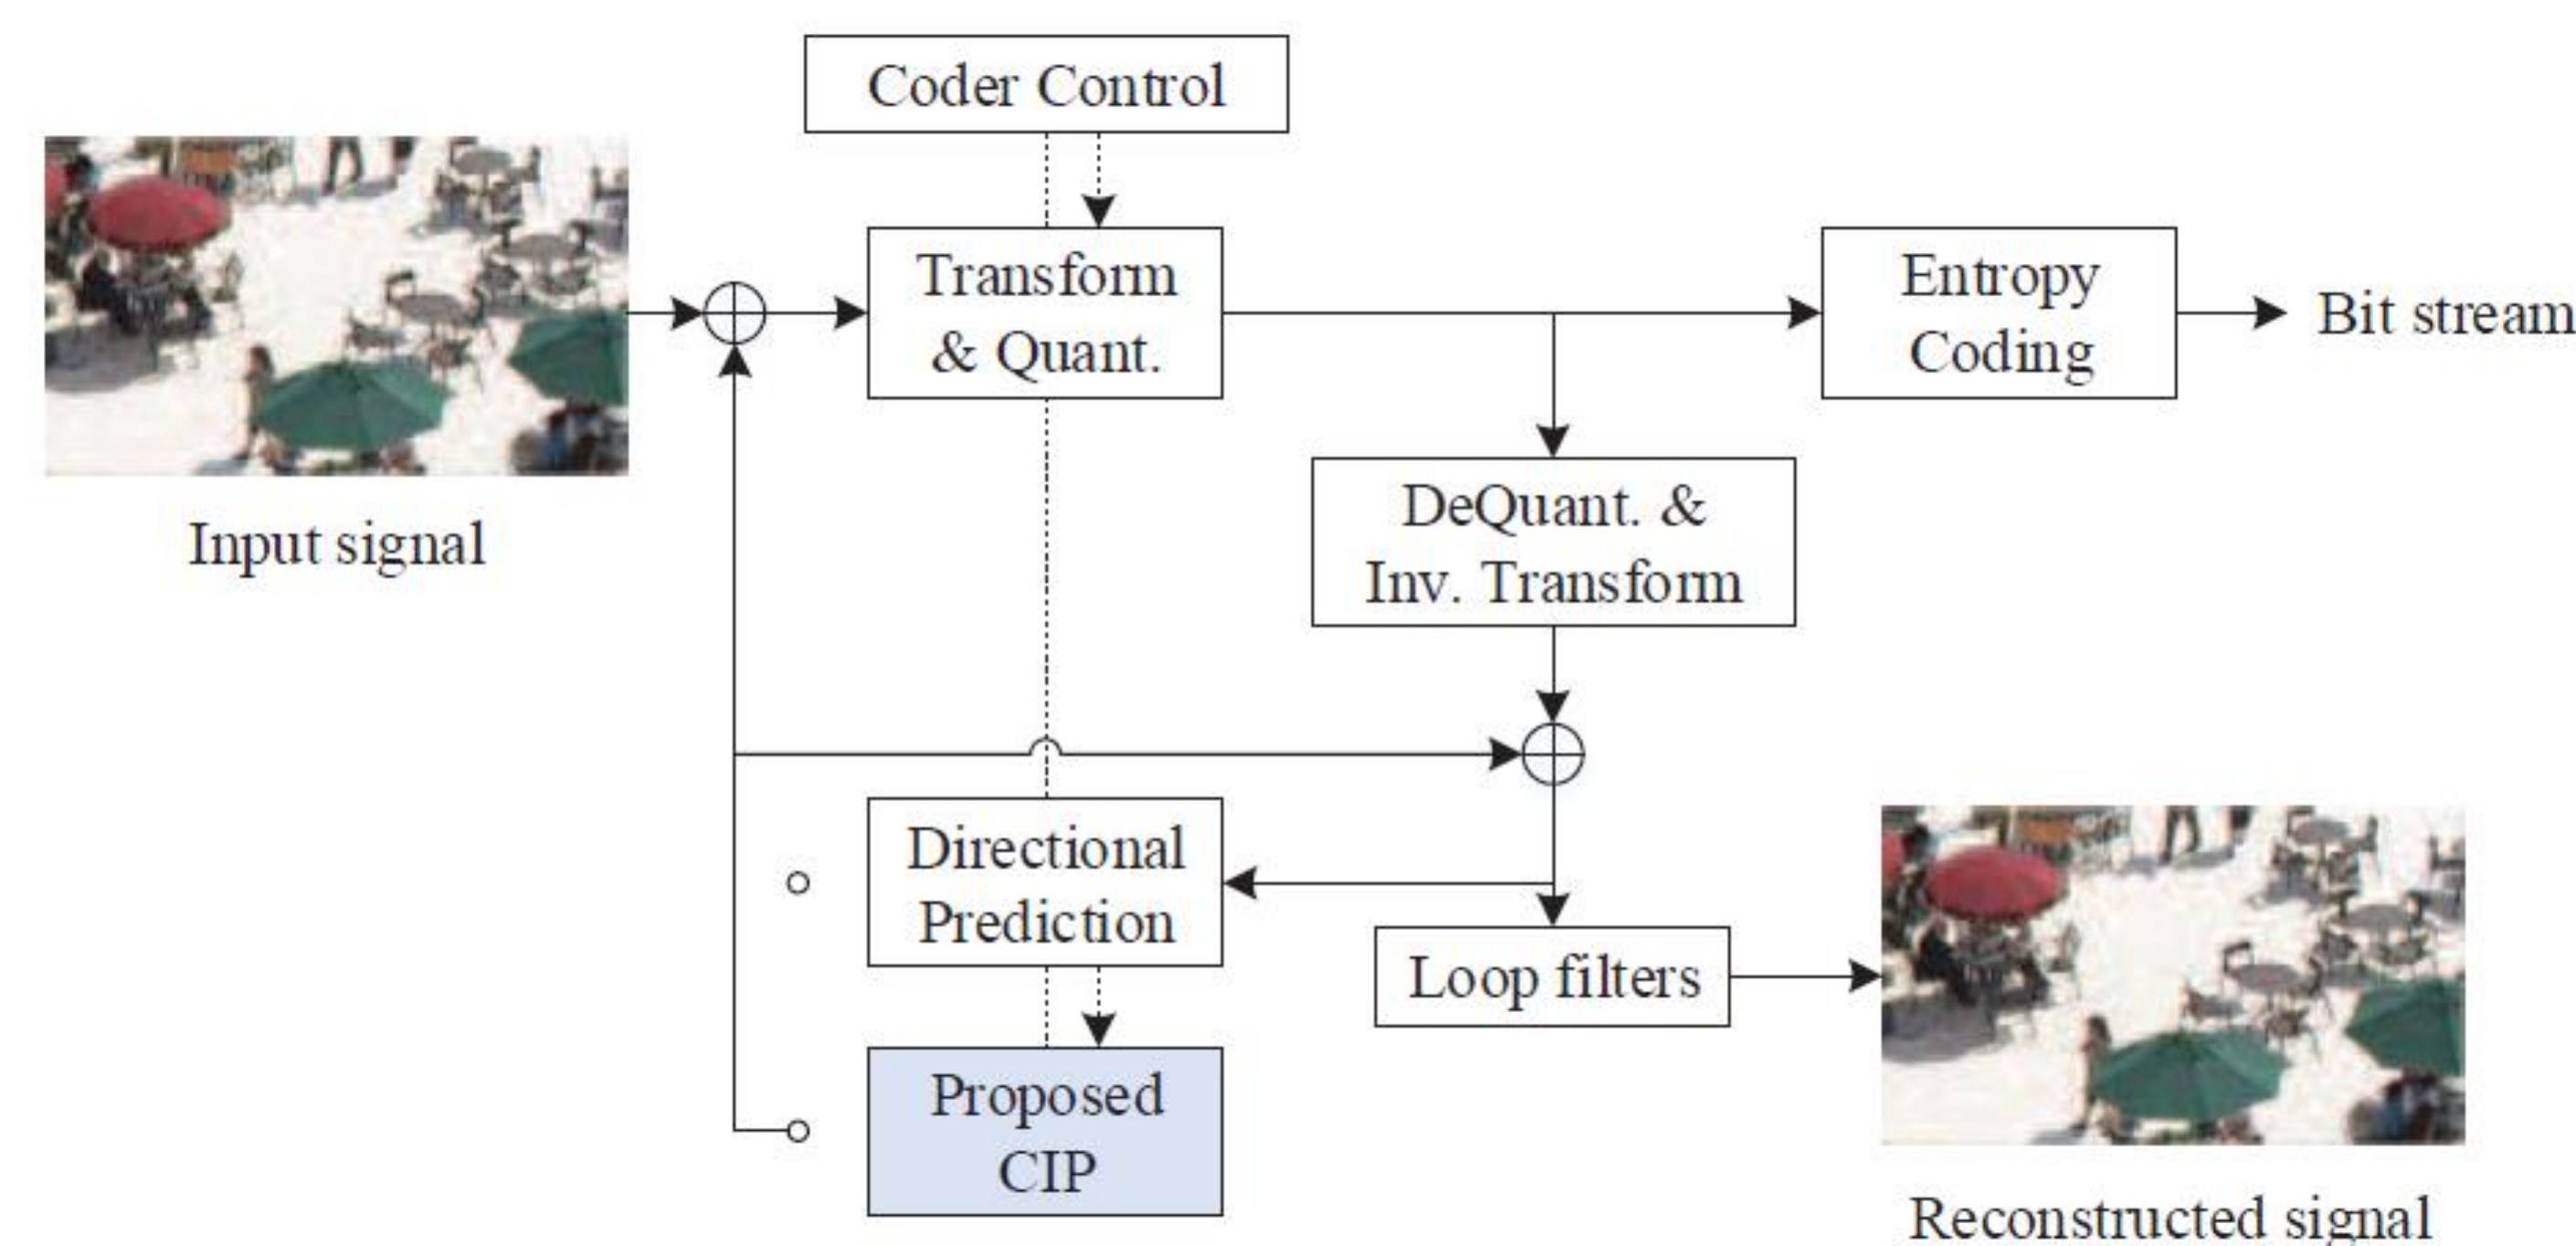 Coder Control
Transform
& Quant.
Entropy
Coding
Bit stream
Input signal
DeQuant. &
Inv. Transform
Directional
Prediction
Loop filters
Proposed
CIP
Reconstructed signal